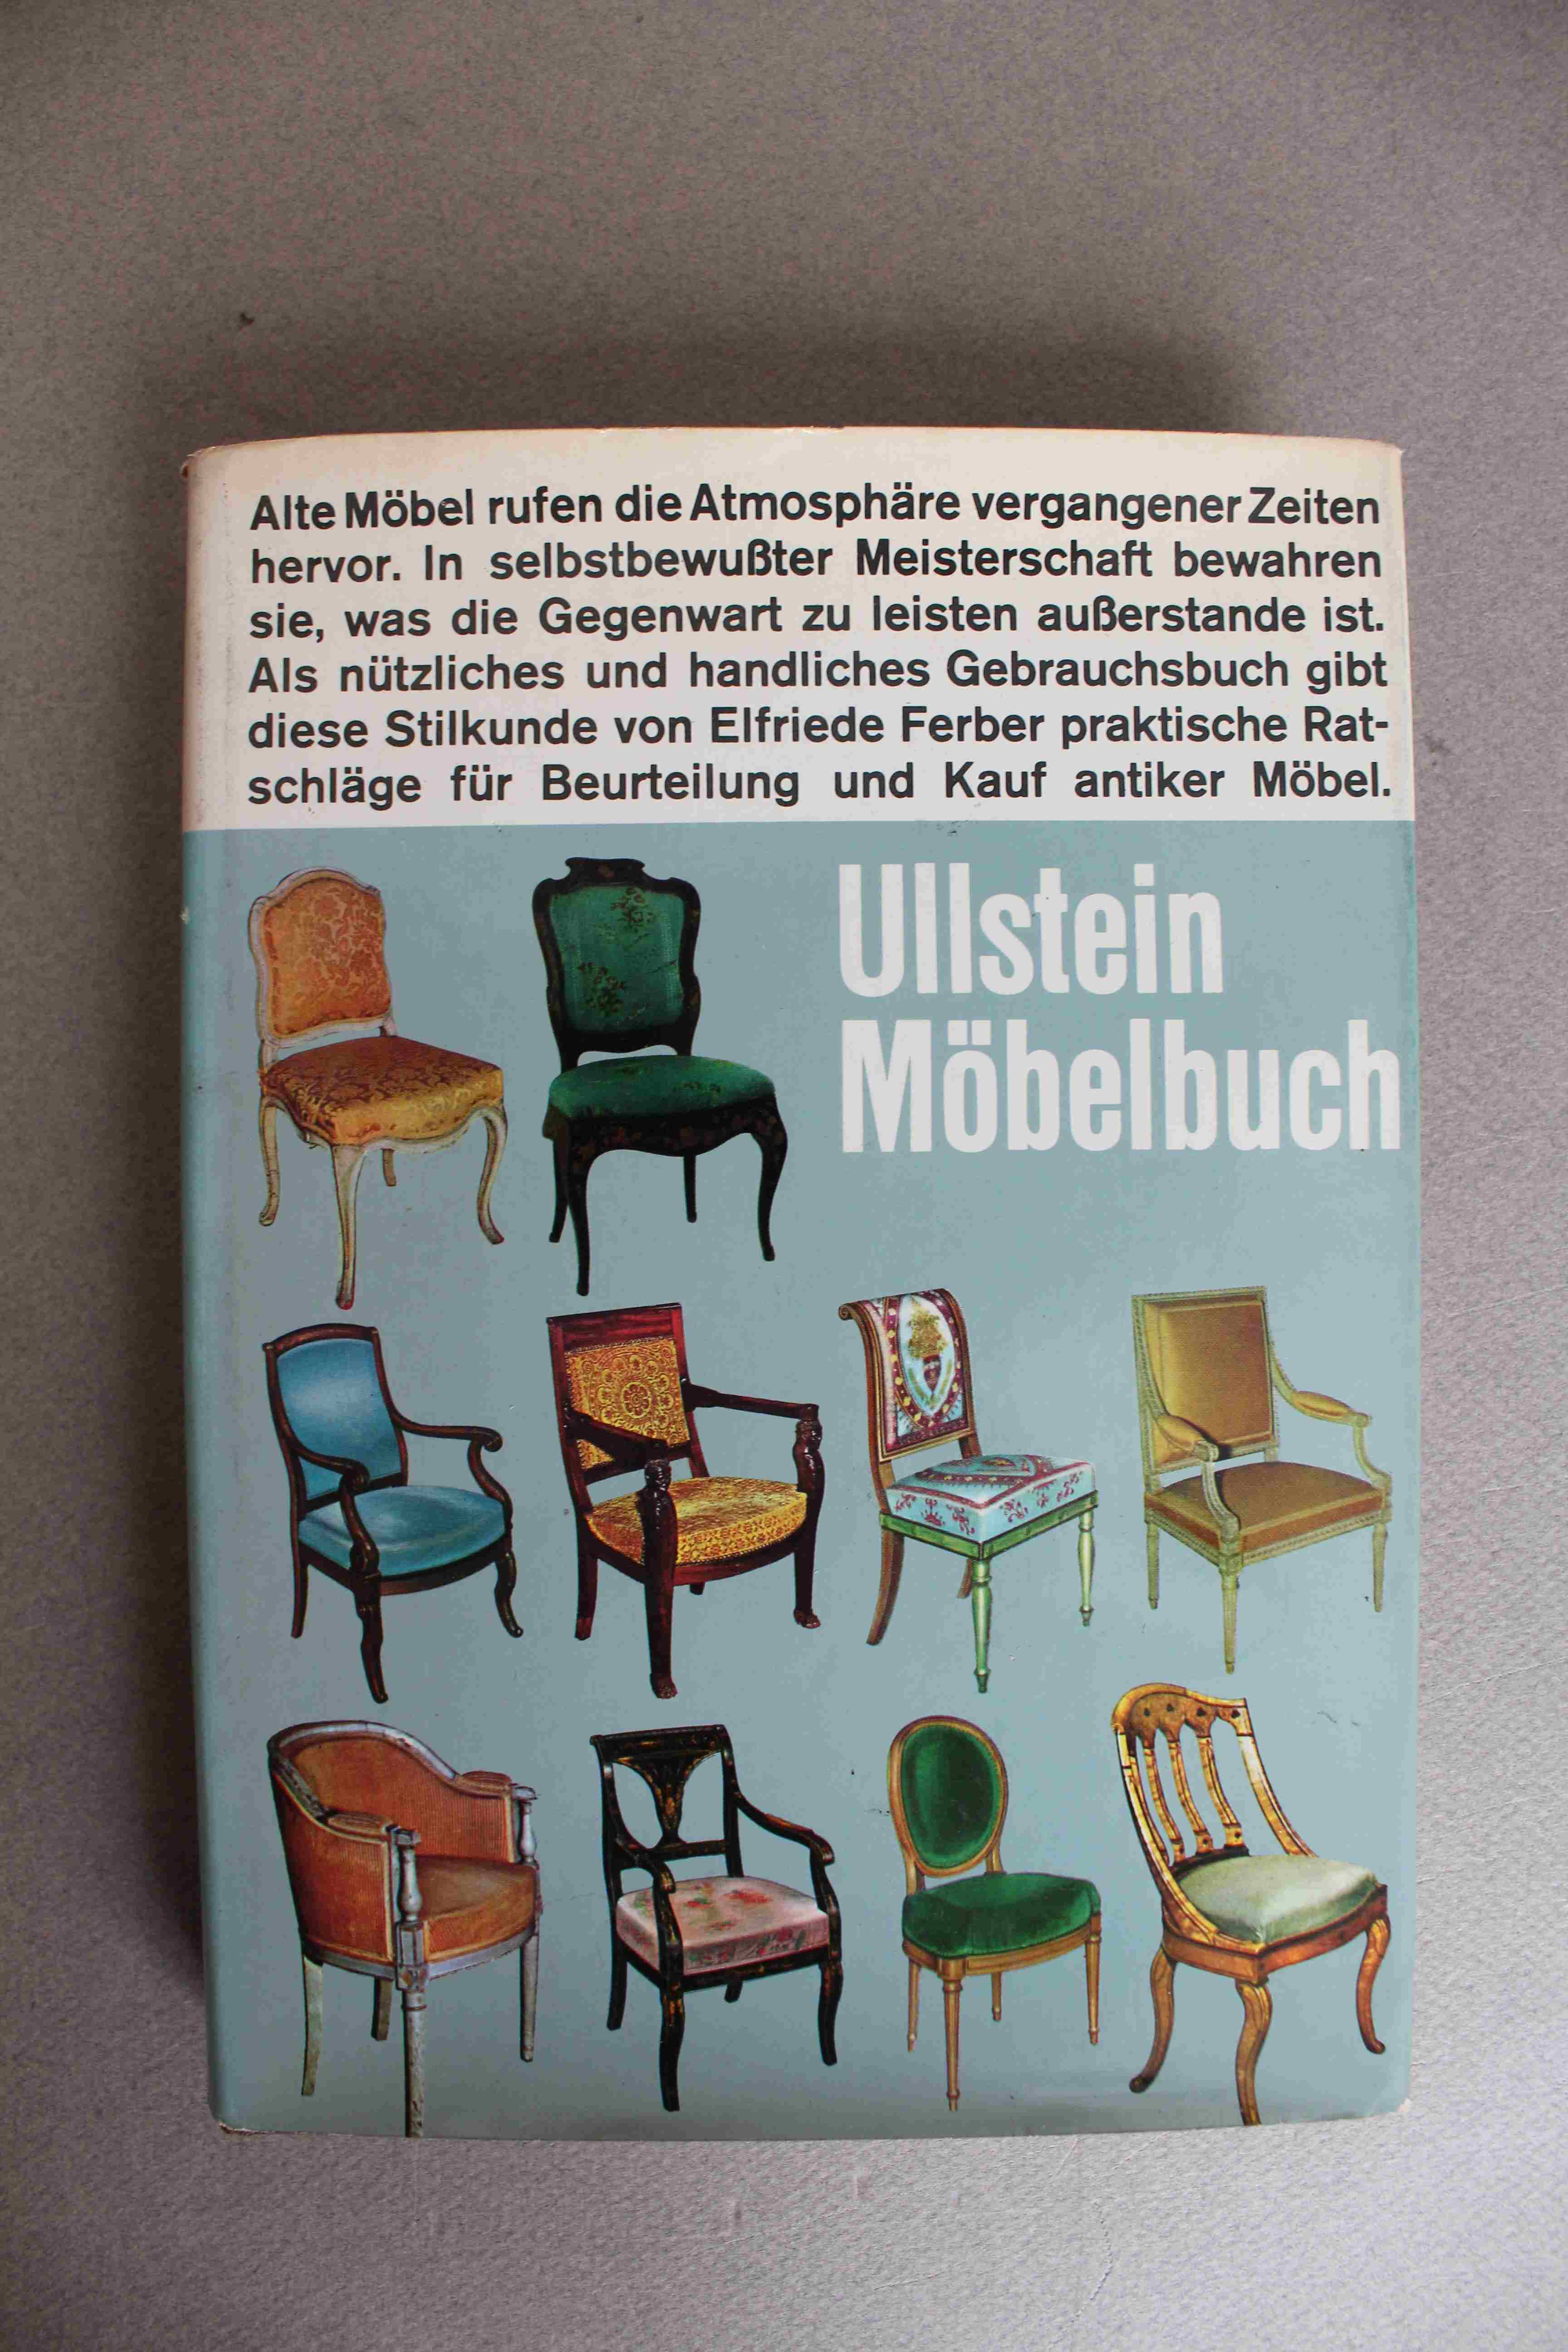 Alte Möbel rufen die Atmosphäre vergangener Zeiten
hervor. In selbstbewußter Meisterschaft bewahren
sie, was die Gegenwart zu leisten außerstande ist.
Als nützliches und handliches Gebrauchsbuch gibt
diese Stilkunde von Elfriede Ferber praktische Rat-
schläge für Beurteilung und Kauf antiker Möbel.
Ullstein
Möbelbuch